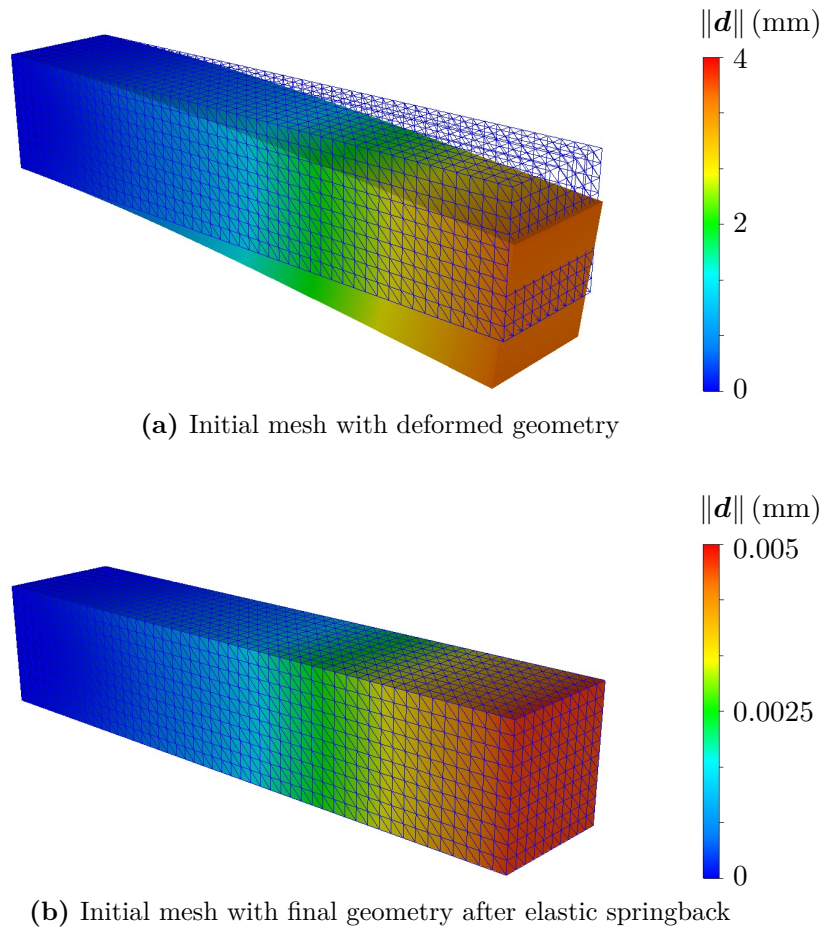 ‖d‖ (mm)
4
2
0
(a) Initial mesh with deformed geometry
‖d‖ (mm)
0.005
0.0025
0
(b) Initial mesh with final geometry after elastic springback